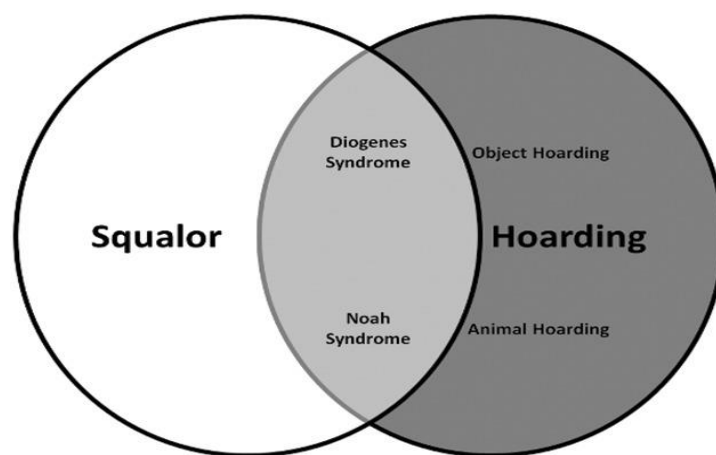 Diogenes
Syndrome
Object Hoarding
Squalor
Hoarding
Noah
Syndrome
Animal Hoarding